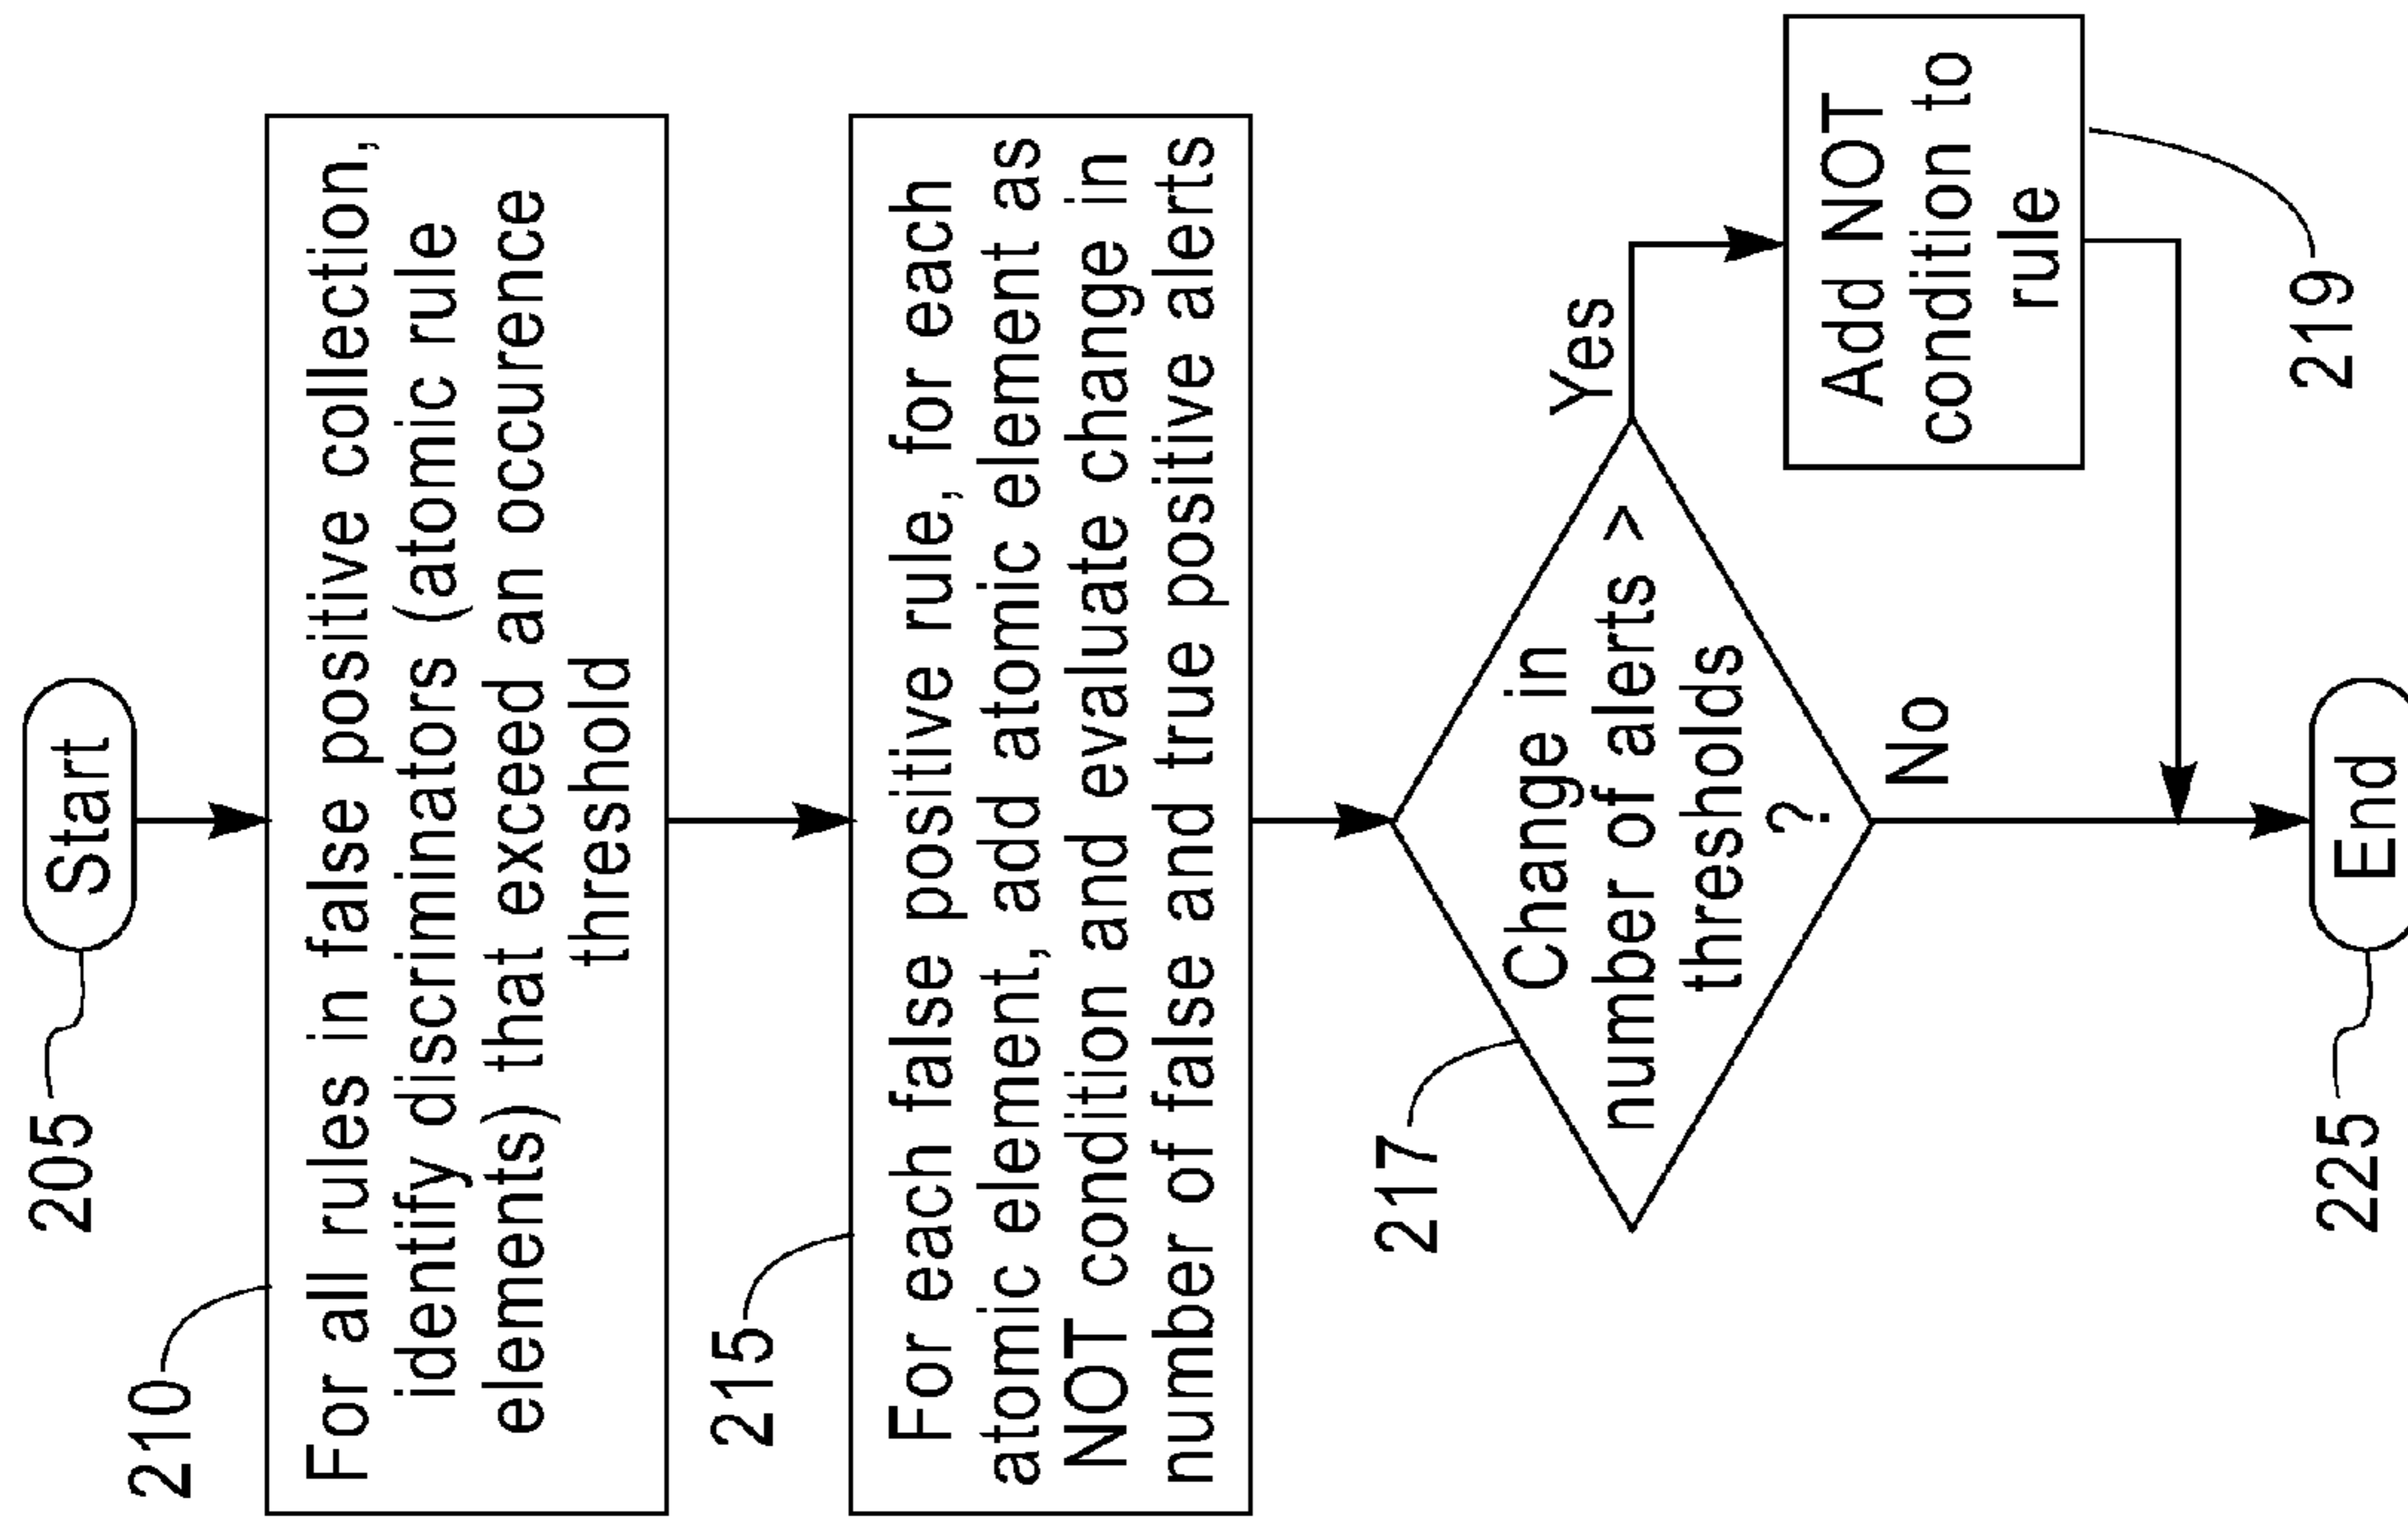 Start
205
210
For all rules in false positive collection,
identify discriminators (atomic rule
elements) that exceed an occurence
threshold
215
For each false positive rule, for each
atomic element, add atomic element as
NOT condition and evaluate change in
number of false and true positive alerts
217
Change in
number of alerts >
thresholds
?
Yes
No
Add NOT
condition to
rule
219
End
225